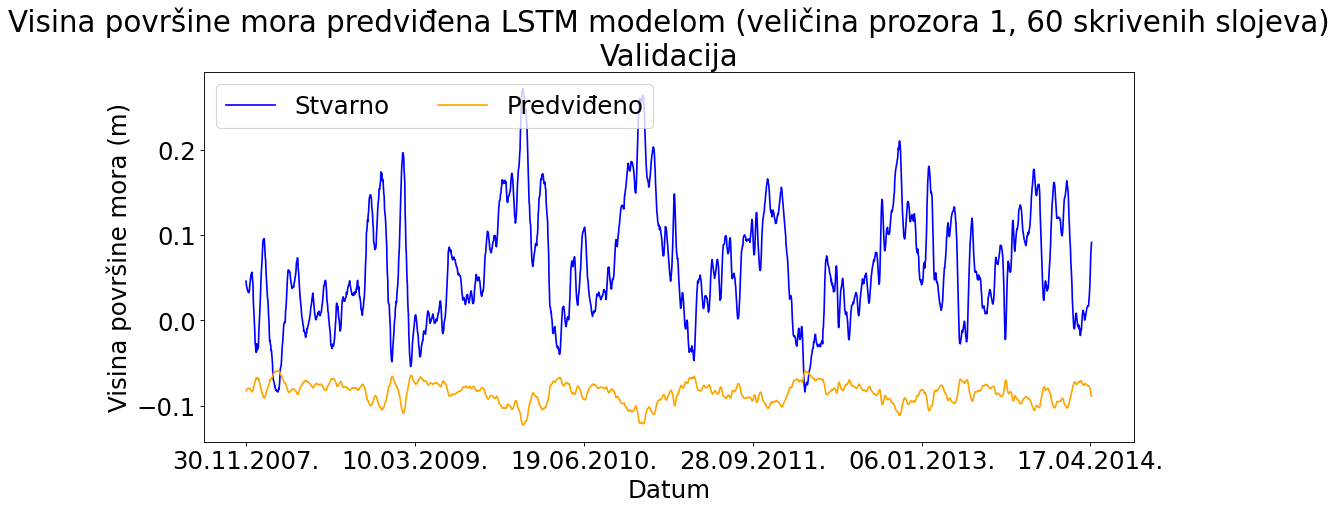 Visina površine mora predviđena LSTM modelom (veličina prozora 1, 60 skrivenih slojeva)
Validacija
Stvarno
Predviđeno
Visina površine mora (m)
0.2
0.1
0.0
−0.1
30.11.2007.
10.03.2009.
19.06.2010.
28.09.2011.
06.01.2013.
17.04.2014.
Datum